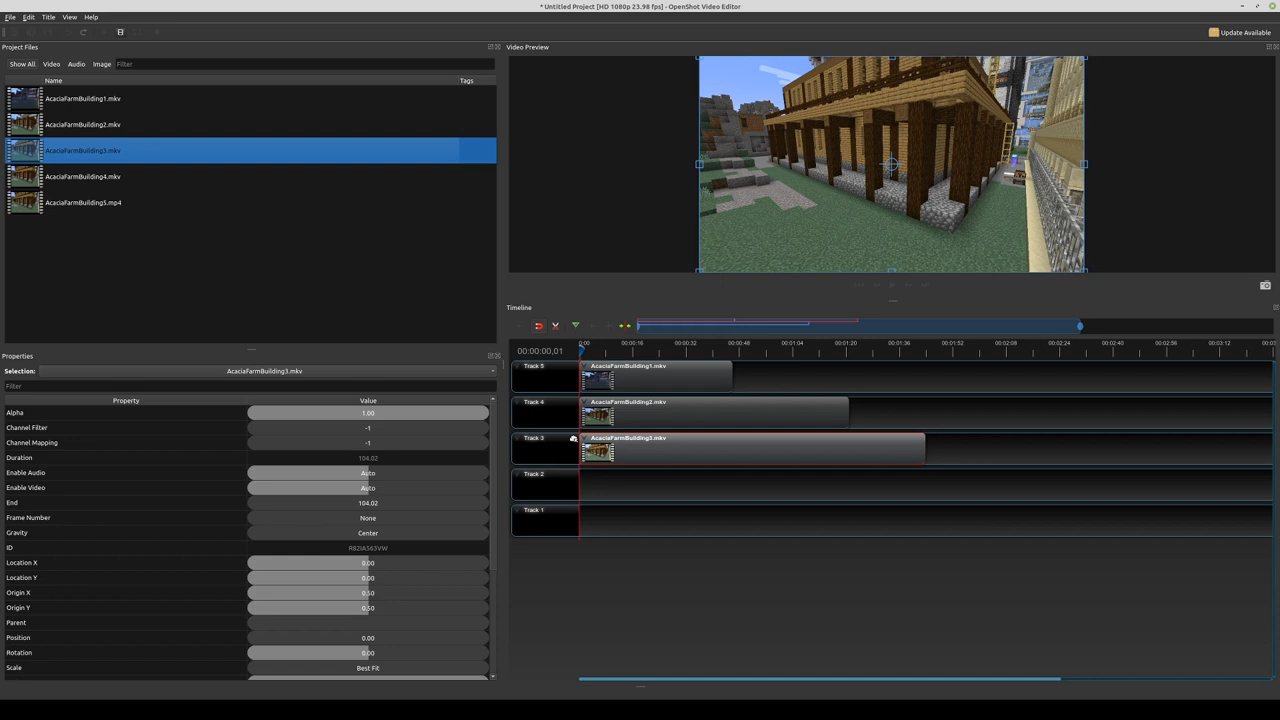 * Untitled Project [HD 1080p 23.98 fps] - OpenShot Video Editor
File Edit Title View Help
Update Available
Project Files
Show All Video Audio Image Filter
Name Tags
AcaciaFarmBuilding1.mkv
AcaciaFarmBuilding2.mkv
AcaciaFarmBuilding3.mkv
AcaciaFarmBuilding4.mkv
AcaciaFarmBuilding5.mp4
Properties
Selection: AcaciaFarmBuilding3.mkv
Filter
Property Value
Alpha 1.00
Channel Filter -1
Channel Mapping -1
Duration 104.02
Enable Audio Auto
Enable Video Auto
End 104.02
Frame Number None
Gravity Center
ID
Location X 0.00
Location Y 0.00
Origin X 0.50
Origin Y 0.50
Parent
Position 0.00
Rotation 0.00
Scale Best Fit
Video Preview
Timeline
00:00:00,01
0:00 00:00:16 00:00:32 00:00:48 00:01:04 00:01:20 00:01:36 00:01:52 00:02:08 00:02:24 00:02:40 00:02:56 00:03:12
Track 5 AcaciaFarmBuilding1.mkv
Track 4 AcaciaFarmBuilding2.mkv
Track 3 AcaciaFarmBuilding3.mkv
Track 2
Track 1